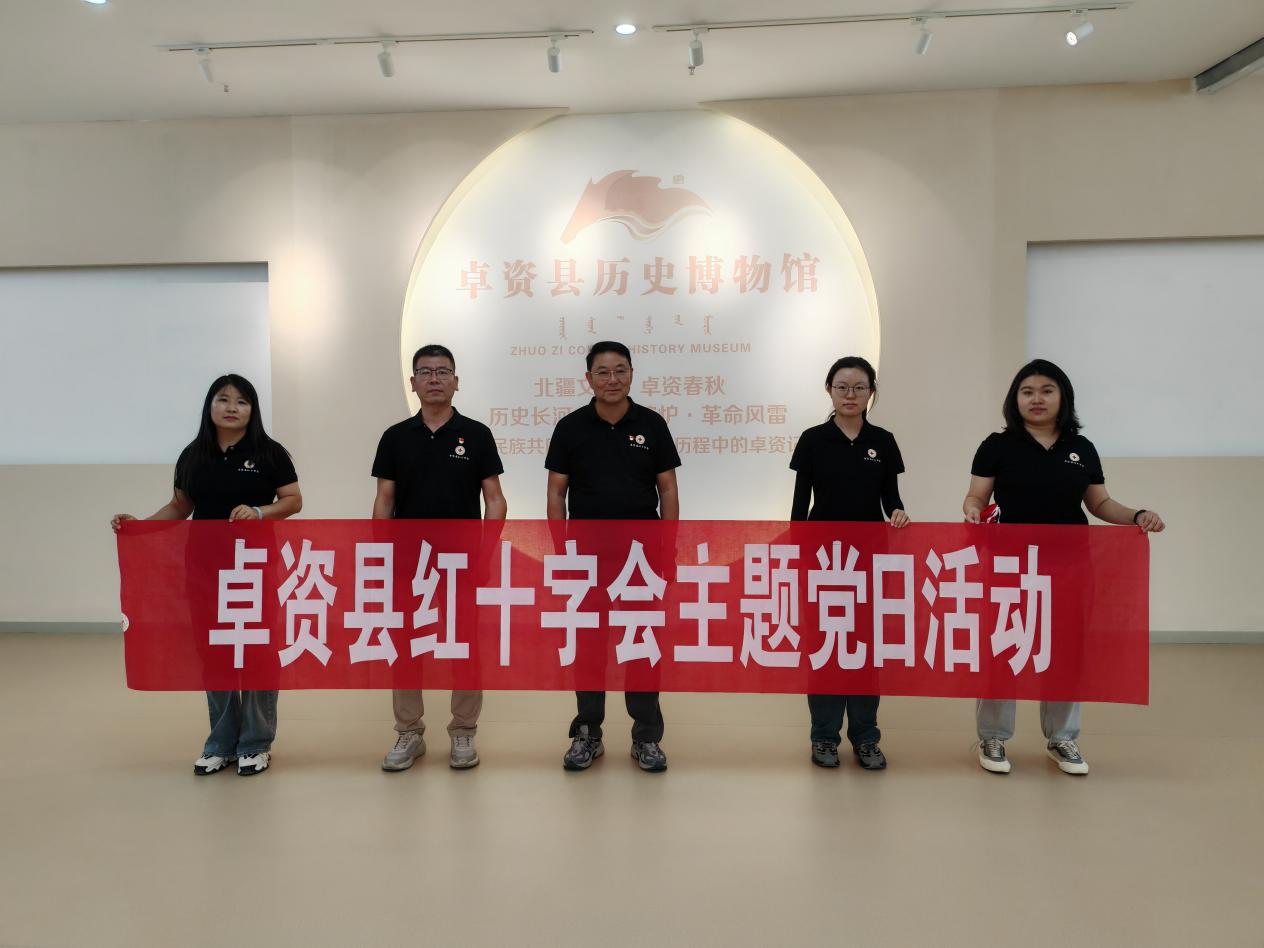 卓资县历史博物馆
ZHUO ZI CO HISTORY MUSEUM
北疆文 卓资春秋
历史长河 炉·革命风雷
民族共 历程中的卓资
卓资县红十字会主题党日活动